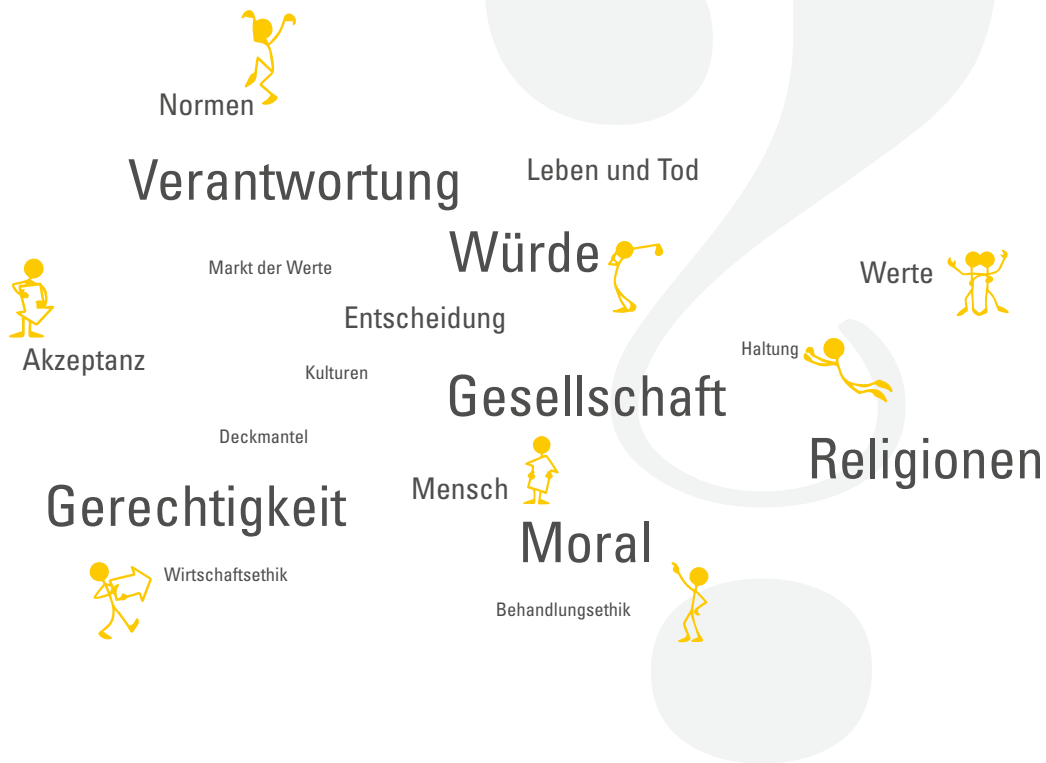 Normen
Verantwortung
Leben und Tod
Würde
Markt der Werte
Werte
Entscheidung
Akzeptanz
Haltung
Kulturen
Gesellschaft
Deckmantel
Religionen
Mensch
Gerechtigkeit
Moral
Wirtschaftsethik
Behandlungsethik